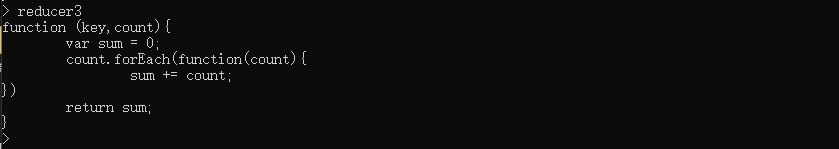 > reducer3
function (key,count){
        var sum = 0;
        count.forEach(function(count){
                sum += count;
})
        return sum;
}
>